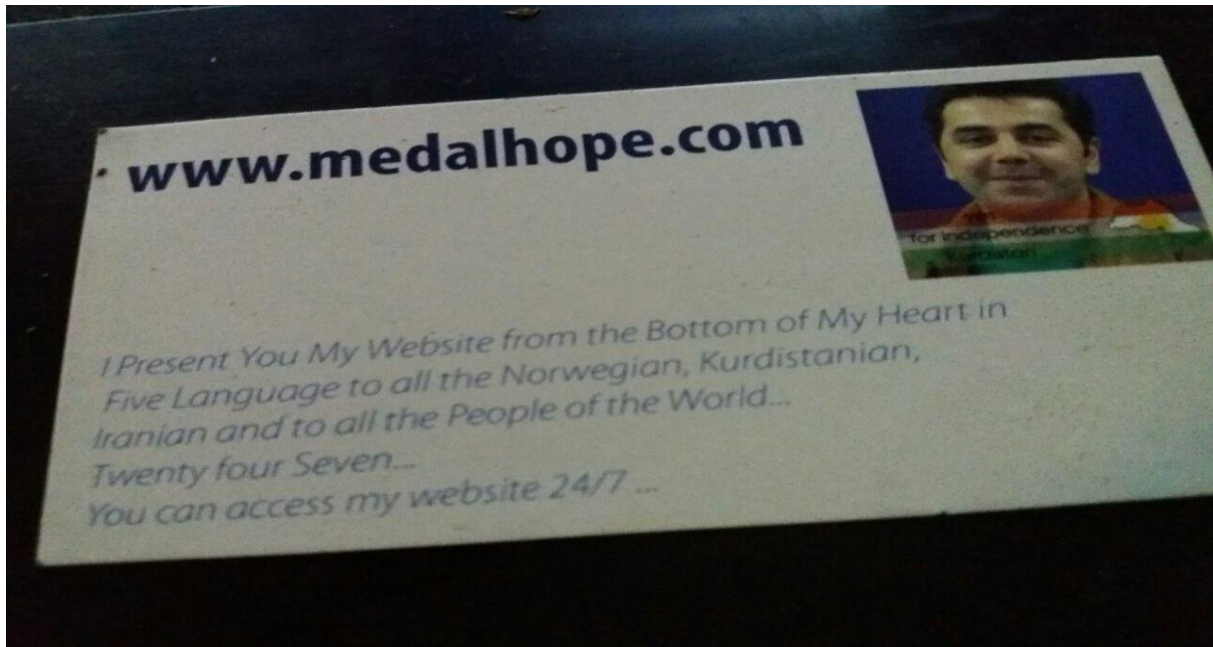 www.medalhope.com
for independence
Kurdistan
I Present You My Website from the Bottom of My Heart in
Five Language to all the Norwegian, Kurdistanian,
Iranian and to all the People of the World...
Twenty four Seven...
You can access my website 24/7 ...